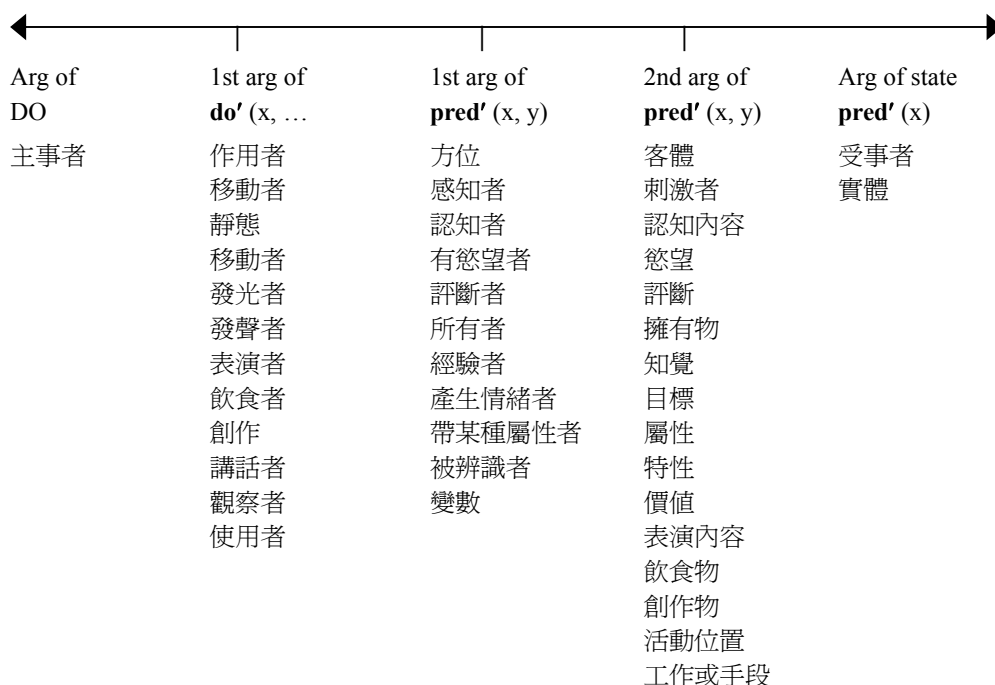 Arg of
DO
1st arg of
do′ (x, …
1st arg of
pred′ (x, y)
2nd arg of
pred′ (x, y)
Arg of state
pred′ (x)
主事者
作用者
移動者
靜態
移動者
發光者
發聲者
表演者
飲食者
創作
講話者
觀察者
使用者
方位
感知者
認知者
有慾望者
評斷者
所有者
經驗者
產生情緒者
帶某種屬性者
被辨識者
變數
客體
刺激者
認知內容
慾望
評斷
擁有物
知覺
目標
屬性
特性
價值
表演內容
飲食物
創作物
活動位置
工作或手段
受事者
實體